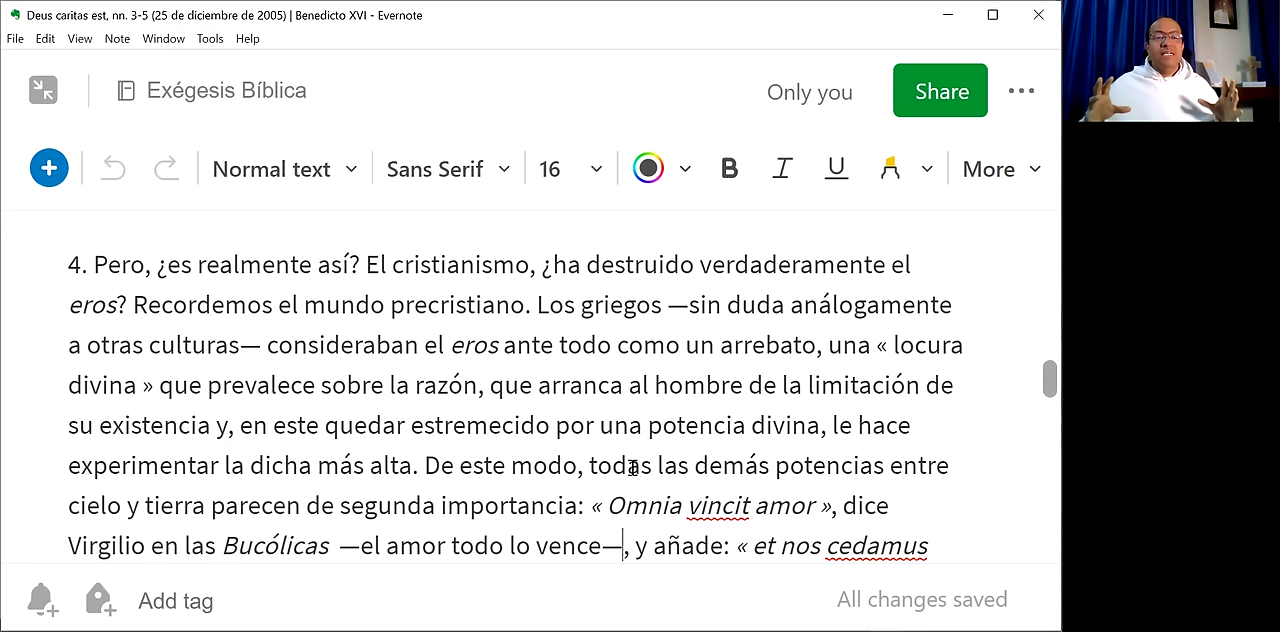 Deus caritas est, nn. 3-5 (25 de diciembre de 2005) | Benedicto XVI - Evernote
File Edit View Note Window Tools Help
Exégesis Bíblica
Only you
Share
Normal text
Sans Serif
16
B I U
More
4. Pero, ¿es realmente así? El cristianismo, ¿ha destruido verdaderamente el
eros? Recordemos el mundo precristiano. Los griegos —sin duda análogamente
a otras culturas— consideraban el eros ante todo como un arrebato, una « locura
divina » que prevalece sobre la razón, que arranca al hombre de la limitación de
su existencia y, en este quedar estremecido por una potencia divina, le hace
experimentar la dicha más alta. De este modo, todas las demás potencias entre
cielo y tierra parecen de segunda importancia: « Omnia vincit amor », dice
Virgilio en las Bucólicas —el amor todo lo vence—, y añade: « et nos cedamus
Add tag
All changes saved